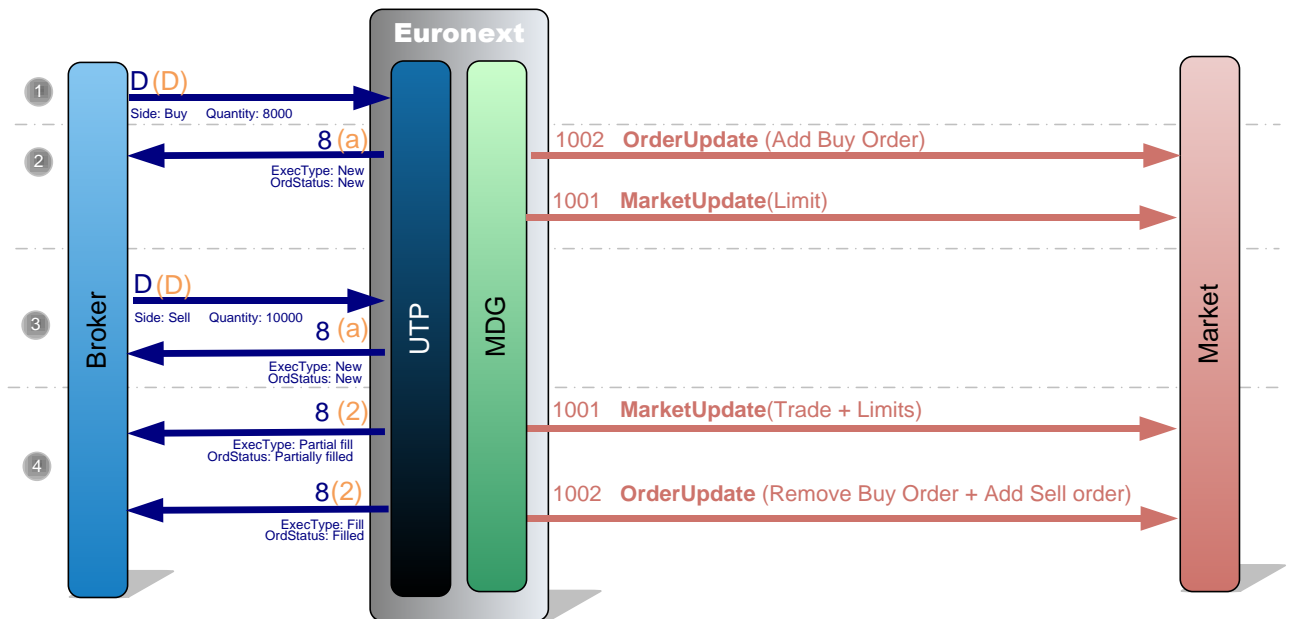 Euronext
1
D (D)
Side: Buy Quantity: 8000
2
8 (a)
ExecType: New
OrdStatus: New
1002 OrderUpdate (Add Buy Order)
1001 MarketUpdate(Limit)
Broker
UTP
MDG
Market
3
D (D)
Side: Sell Quantity: 10000
8 (a)
ExecType: New
OrdStatus: New
4
8 (2)
ExecType: Partial fill
OrdStatus: Partially filled
1001 MarketUpdate(Trade + Limits)
8(2)
ExecType: Fill
OrdStatus: Filled
1002 OrderUpdate (Remove Buy Order + Add Sell order)